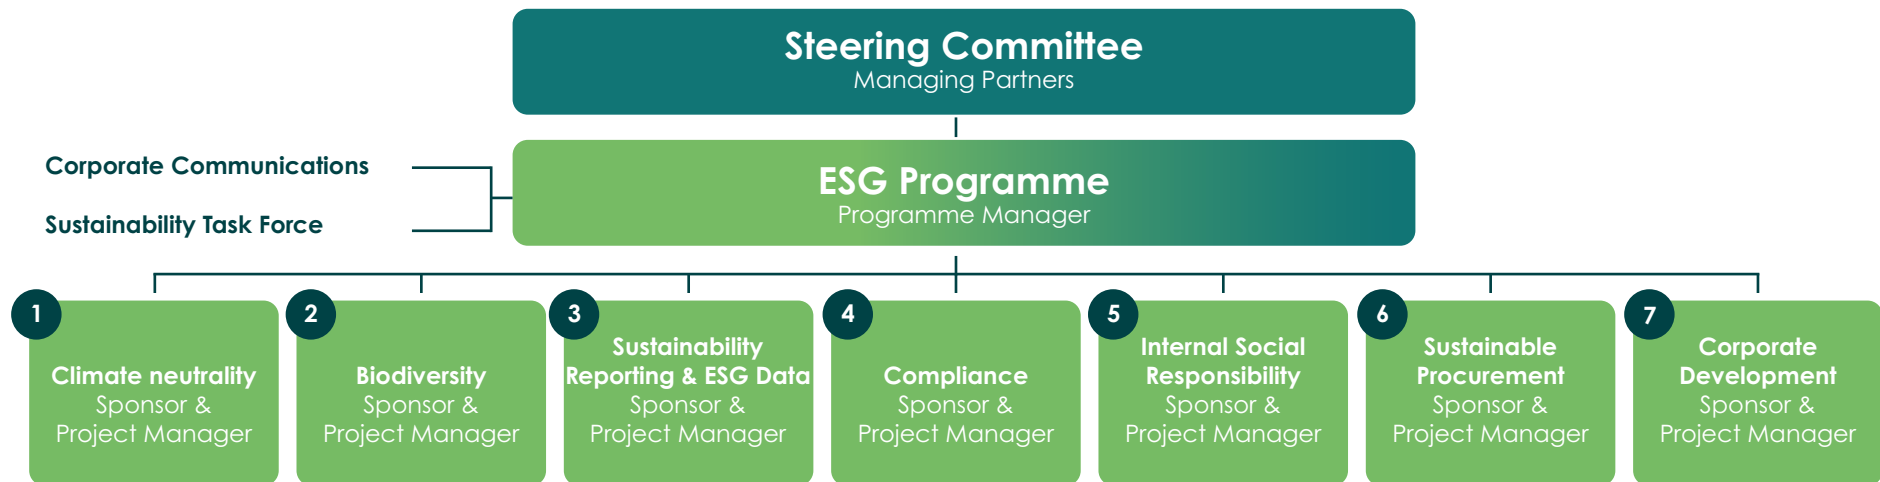 Steering Committee
Managing Partners
Corporate Communications
Sustainability Task Force
ESG Programme
Programme Manager
1
Climate neutrality
Sponsor &
Project Manager
2
Biodiversity
Sponsor &
Project Manager
3
Sustainability
Reporting & ESG Data
Sponsor &
Project Manager
4
Compliance
Sponsor &
Project Manager
5
Internal Social
Responsibility
Sponsor &
Project Manager
6
Sustainable
Procurement
Sponsor &
Project Manager
7
Corporate
Development
Sponsor &
Project Manager